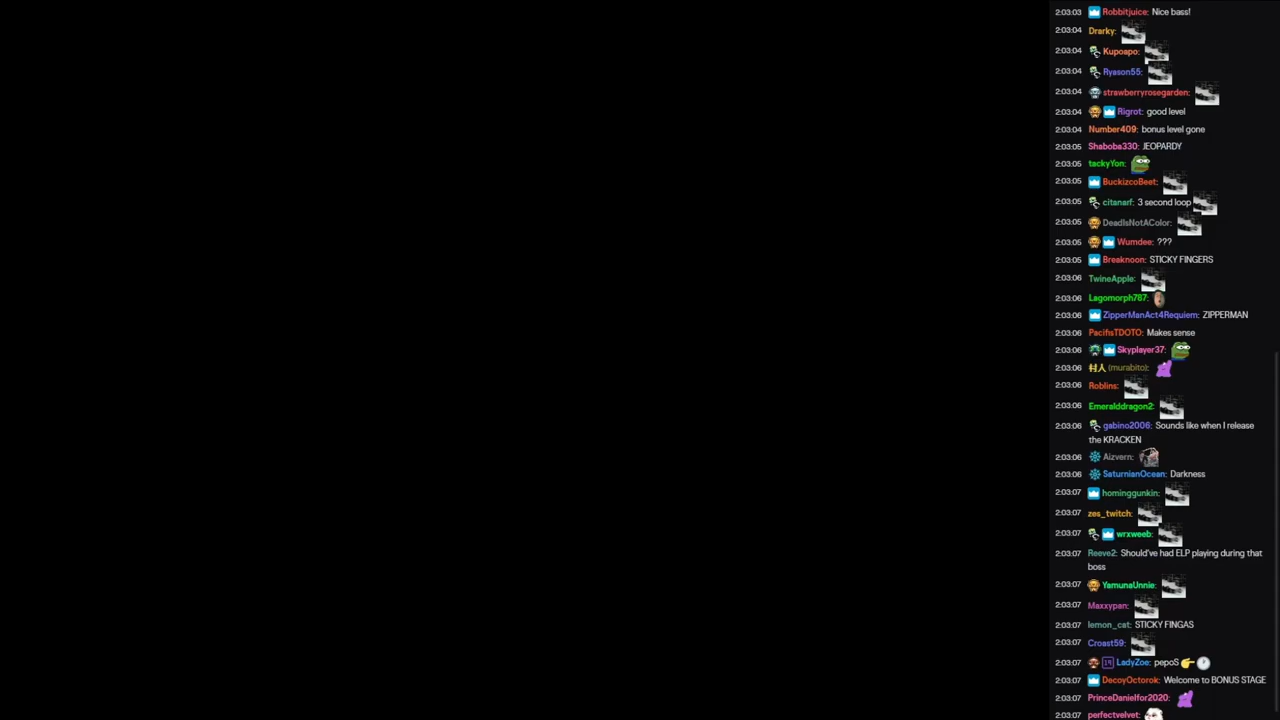 2:03:03 Robbitjuice: Nice bass!
2:03:04 Drarky:
2:03:04 Kupoapo:
2:03:04 Ryason55:
2:03:04 strawberryrosegarden:
2:03:04 Rigrot: good level
2:03:04 Number409: bonus level gone
2:03:05 Shaboba330: JEOPARDY
2:03:05 tackyYon:
2:03:05 BuckizcoBeet:
2:03:05 citanarf: 3 second loop
2:03:05 DeadIsNotAColor:
2:03:05 Wumdee: ???
2:03:05 Breaknoon: STICKY FINGERS
2:03:06 TwineApple:
2:03:06 Lagomorph787:
2:03:06 ZipperManAct4Requiem: ZIPPERMAN
2:03:06 PacifisTDOTO: Makes sense
2:03:06 Skyplayer37:
2:03:06 村人 (murabito):
2:03:06 Roblins:
2:03:06 Emeralddragon2:
2:03:06 gabino2006: Sounds like when I release
the KRACKEN
2:03:06 Aizvern:
2:03:06 SaturnianOcean: Darkness
2:03:07 hominggunkin:
2:03:07 zes_twitch:
2:03:07 wrxweeb:
2:03:07 Reeve2: Should've had ELP playing during that
boss
2:03:07 YamunaUnnie:
2:03:07 Maxxypan:
2:03:07 lemon_cat: STICKY FINGAS
2:03:07 Croast59:
2:03:07 LadyZoe: pepoS
2:03:07 DecoyOctorok: Welcome to BONUS STAGE
2:03:07 PrinceDanielfor2020:
2:03:07 perfectvelvet: